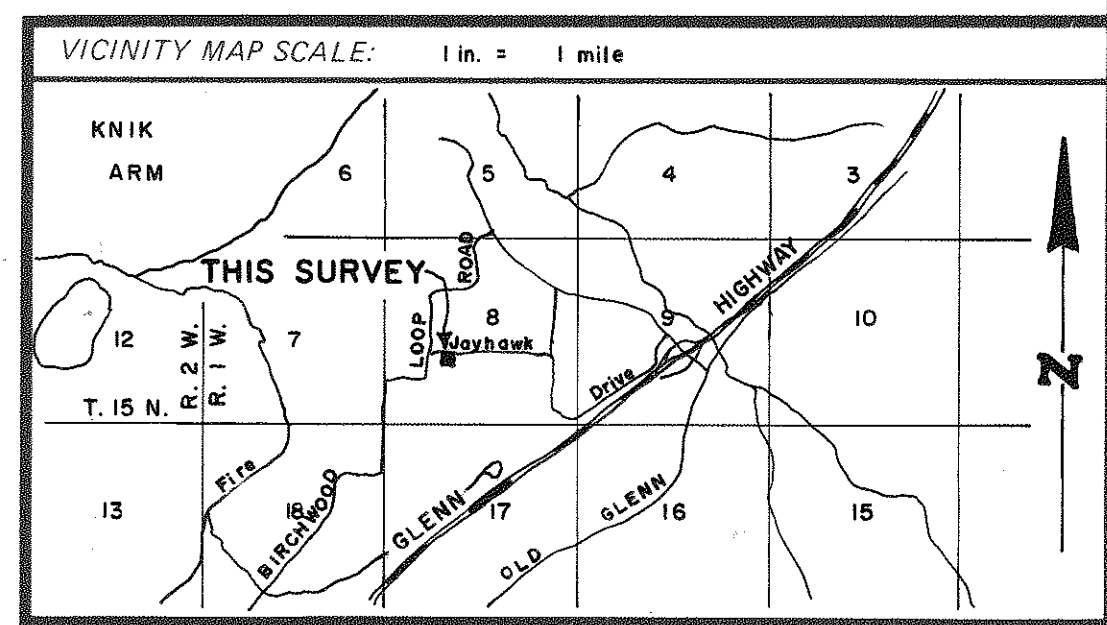 VICINITY MAP SCALE: 1 in. = 1 mile
KNIK
ARM
6
5
4
3
THIS SURVEY
ROAD
HIGHWAY
12
R. 2 W.
R. 1 W.
7
LOOP
8
9
10
Jayhawk
Drive
T. 15 N.
Fire
13
18
BIRCHWOOD
GLENN
17
OLD GLENN
16
15
N